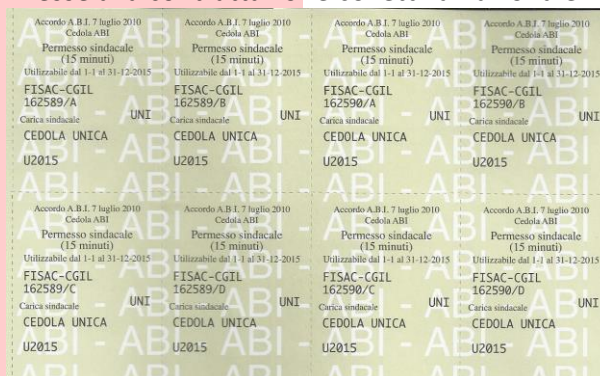 Accordo A.B.I. 7 luglio 2010
Cedola ABI
Permesso sindacale
(15 minuti)
Utilizzabile dal 1-1 al 31-12-2015
FISAC-CGIL
162589/A
UNI
Carica sindacale
CEDOLA UNICA
U2015
Accordo A.B.I. 7 luglio 2010
Cedola ABI
Permesso sindacale
(15 minuti)
Utilizzabile dal 1-1 al 31-12-2015
FISAC-CGIL
162589/B
UNI
Carica sindacale
CEDOLA UNICA
U2015
Accordo A.B.I. 7 luglio 2010
Cedola ABI
Permesso sindacale
(15 minuti)
Utilizzabile dal 1-1 al 31-12-2015
FISAC-CGIL
162590/A
UNI
Carica sindacale
CEDOLA UNICA
U2015
Accordo A.B.I. 7 luglio 2010
Cedola ABI
Permesso sindacale
(15 minuti)
Utilizzabile dal 1-1 al 31-12-2015
FISAC-CGIL
162590/B
UNI
Carica sindacale
CEDOLA UNICA
U2015
Accordo A.B.I. 7 luglio 2010
Cedola ABI
Permesso sindacale
(15 minuti)
Utilizzabile dal 1-1 al 31-12-2015
FISAC-CGIL
162589/C
UNI
Carica sindacale
CEDOLA UNICA
U2015
Accordo A.B.I. 7 luglio 2010
Cedola ABI
Permesso sindacale
(15 minuti)
Utilizzabile dal 1-1 al 31-12-2015
FISAC-CGIL
162589/D
UNI
Carica sindacale
CEDOLA UNICA
U2015
Accordo A.B.I. 7 luglio 2010
Cedola ABI
Permesso sindacale
(15 minuti)
Utilizzabile dal 1-1 al 31-12-2015
FISAC-CGIL
162590/C
UNI
Carica sindacale
CEDOLA UNICA
U2015
Accordo A.B.I. 7 luglio 2010
Cedola ABI
Permesso sindacale
(15 minuti)
Utilizzabile dal 1-1 al 31-12-2015
FISAC-CGIL
162590/D
UNI
Carica sindacale
CEDOLA UNICA
U2015